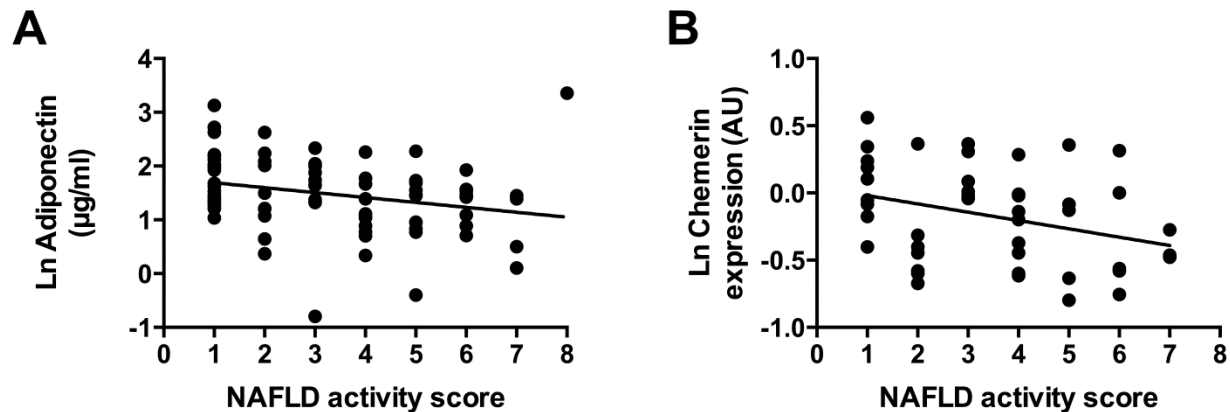 A
Ln Adiponectin
(µg/ml)
4
3
2
1
0
-1
0 1 2 3 4 5 6 7 8
NAFLD activity score
B
Ln Chemerin
expression (AU)
1.0
0.5
0.0
-0.5
-1.0
0 1 2 3 4 5 6 7 8
NAFLD activity score